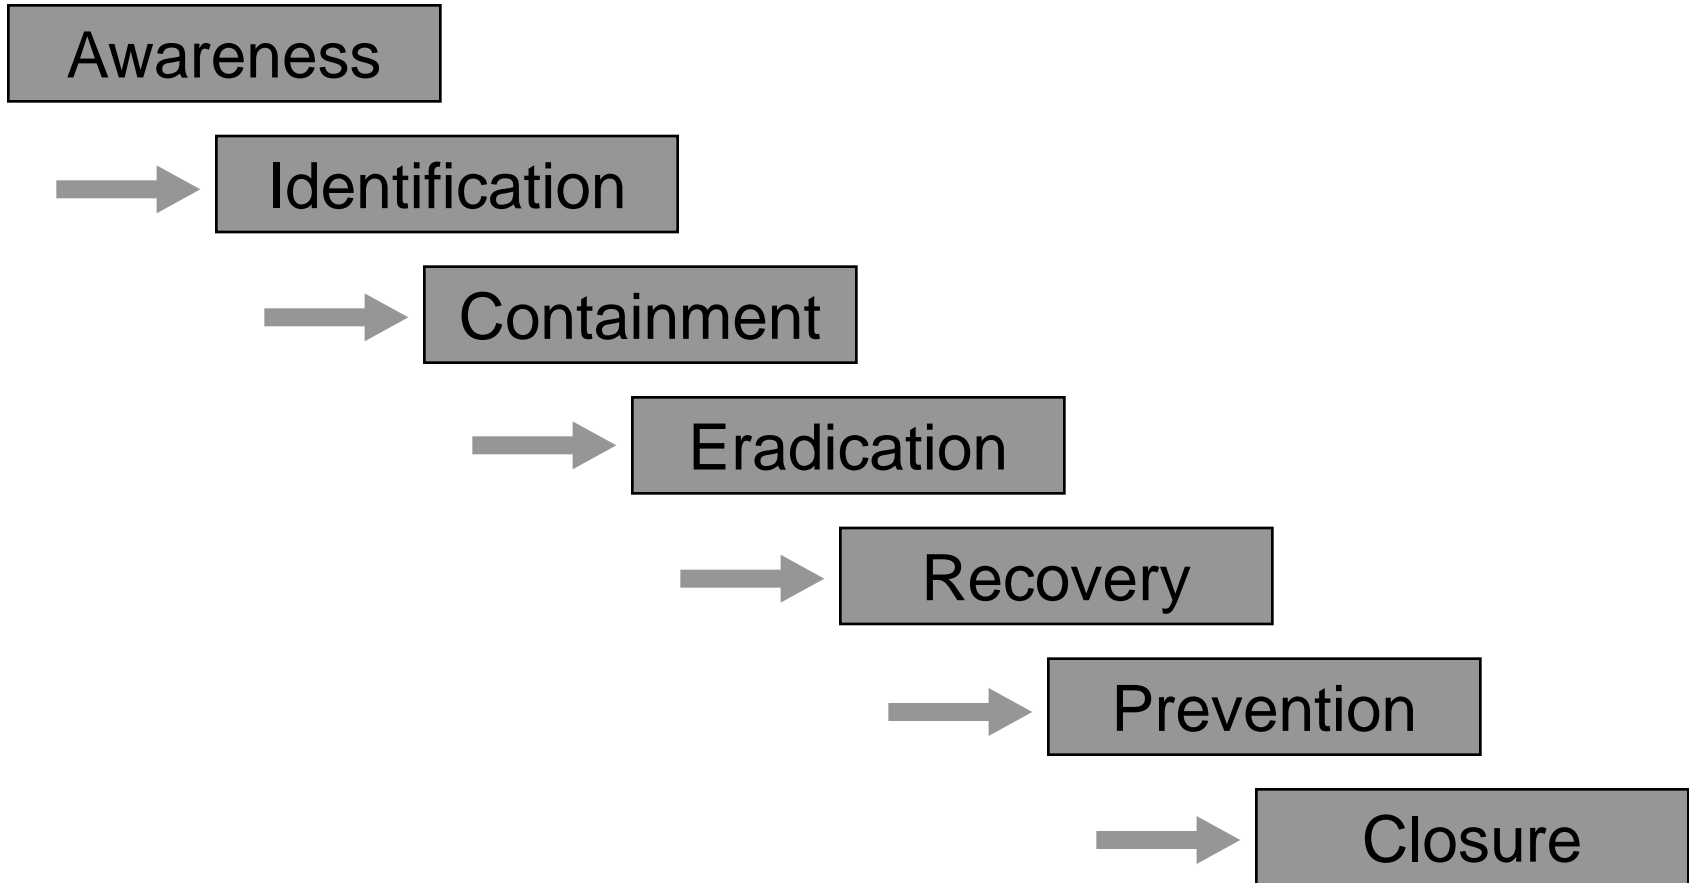 Awareness
Identification
Containment
Eradication
Recovery
Prevention
Closure